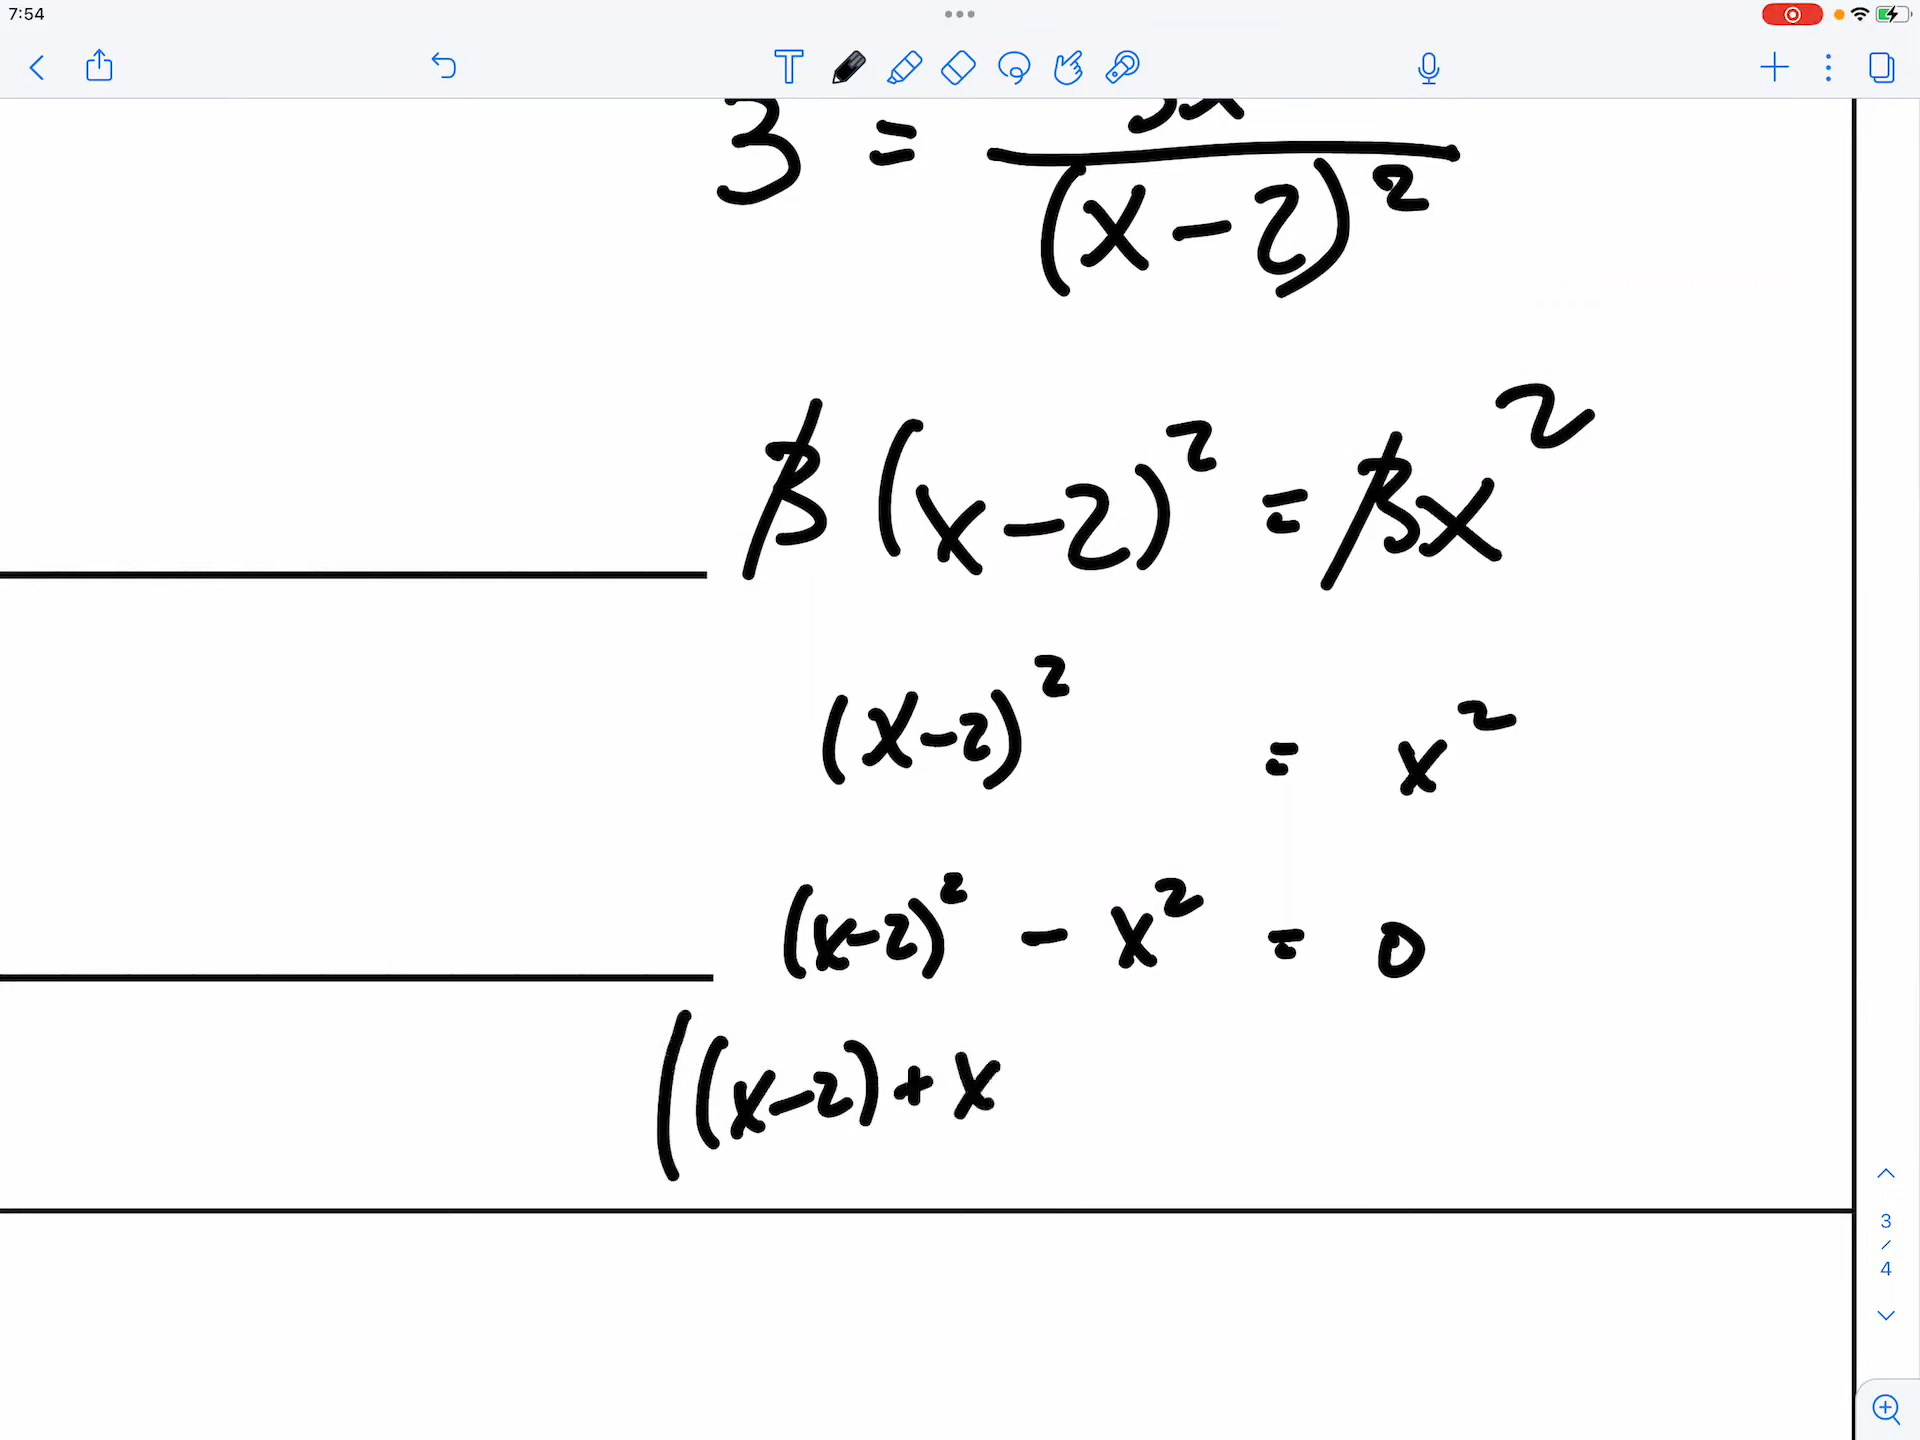 7:54
3 = 3x / (x-2)²
3(x-2)² = 3x²
(x-2)² = x²
(x-2)² - x² = 0
((x-2)+x
3
/
4